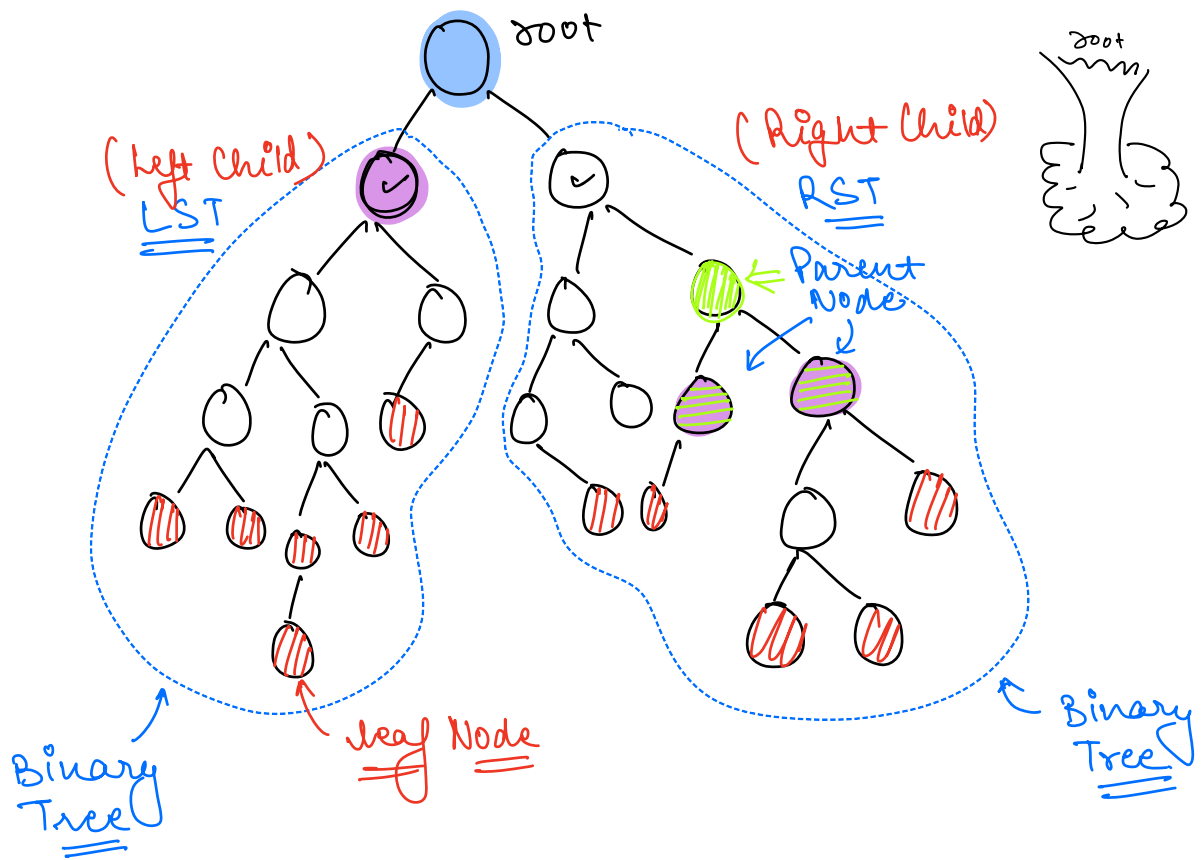 root
root
(Left Child)
LST
(Right Child)
RST
Parent
Node
Leaf Node
Binary
Tree
Binary
Tree